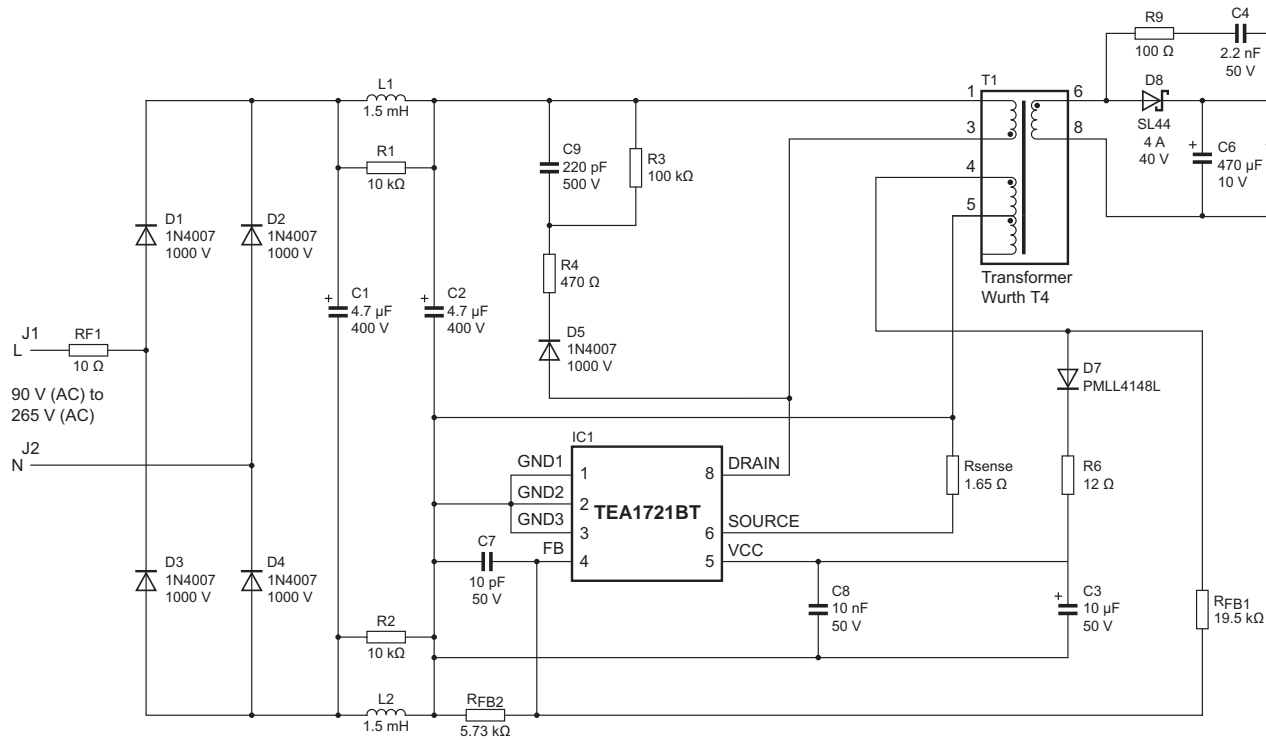 R9
100 Ω
C4
2.2 nF
50 V
L1
1.5 mH
T1
1
3
4
5
6
8
D8
SL44
4 A
40 V
C6
470 µF
10 V
+
R1
10 kΩ
C9
220 pF
500 V
R3
100 kΩ
D1
1N4007
1000 V
D2
1N4007
1000 V
R4
470 Ω
Transformer
Wurth T4
C1
4.7 µF
400 V
+
C2
4.7 µF
400 V
+
D5
1N4007
1000 V
J1
L
RF1
10 Ω
90 V (AC) to
265 V (AC)
J2
N
D7
PMLL4148L
IC1
GND1
1
GND2
2
GND3
3
FB
4
TEA1721BT
8
DRAIN
6
SOURCE
5
VCC
Rsense
1.65 Ω
R6
12 Ω
C7
10 pF
50 V
D3
1N4007
1000 V
D4
1N4007
1000 V
C8
10 nF
50 V
+
C3
10 µF
50 V
RFB1
19.5 kΩ
R2
10 kΩ
L2
1.5 mH
RFB2
5.73 kΩ